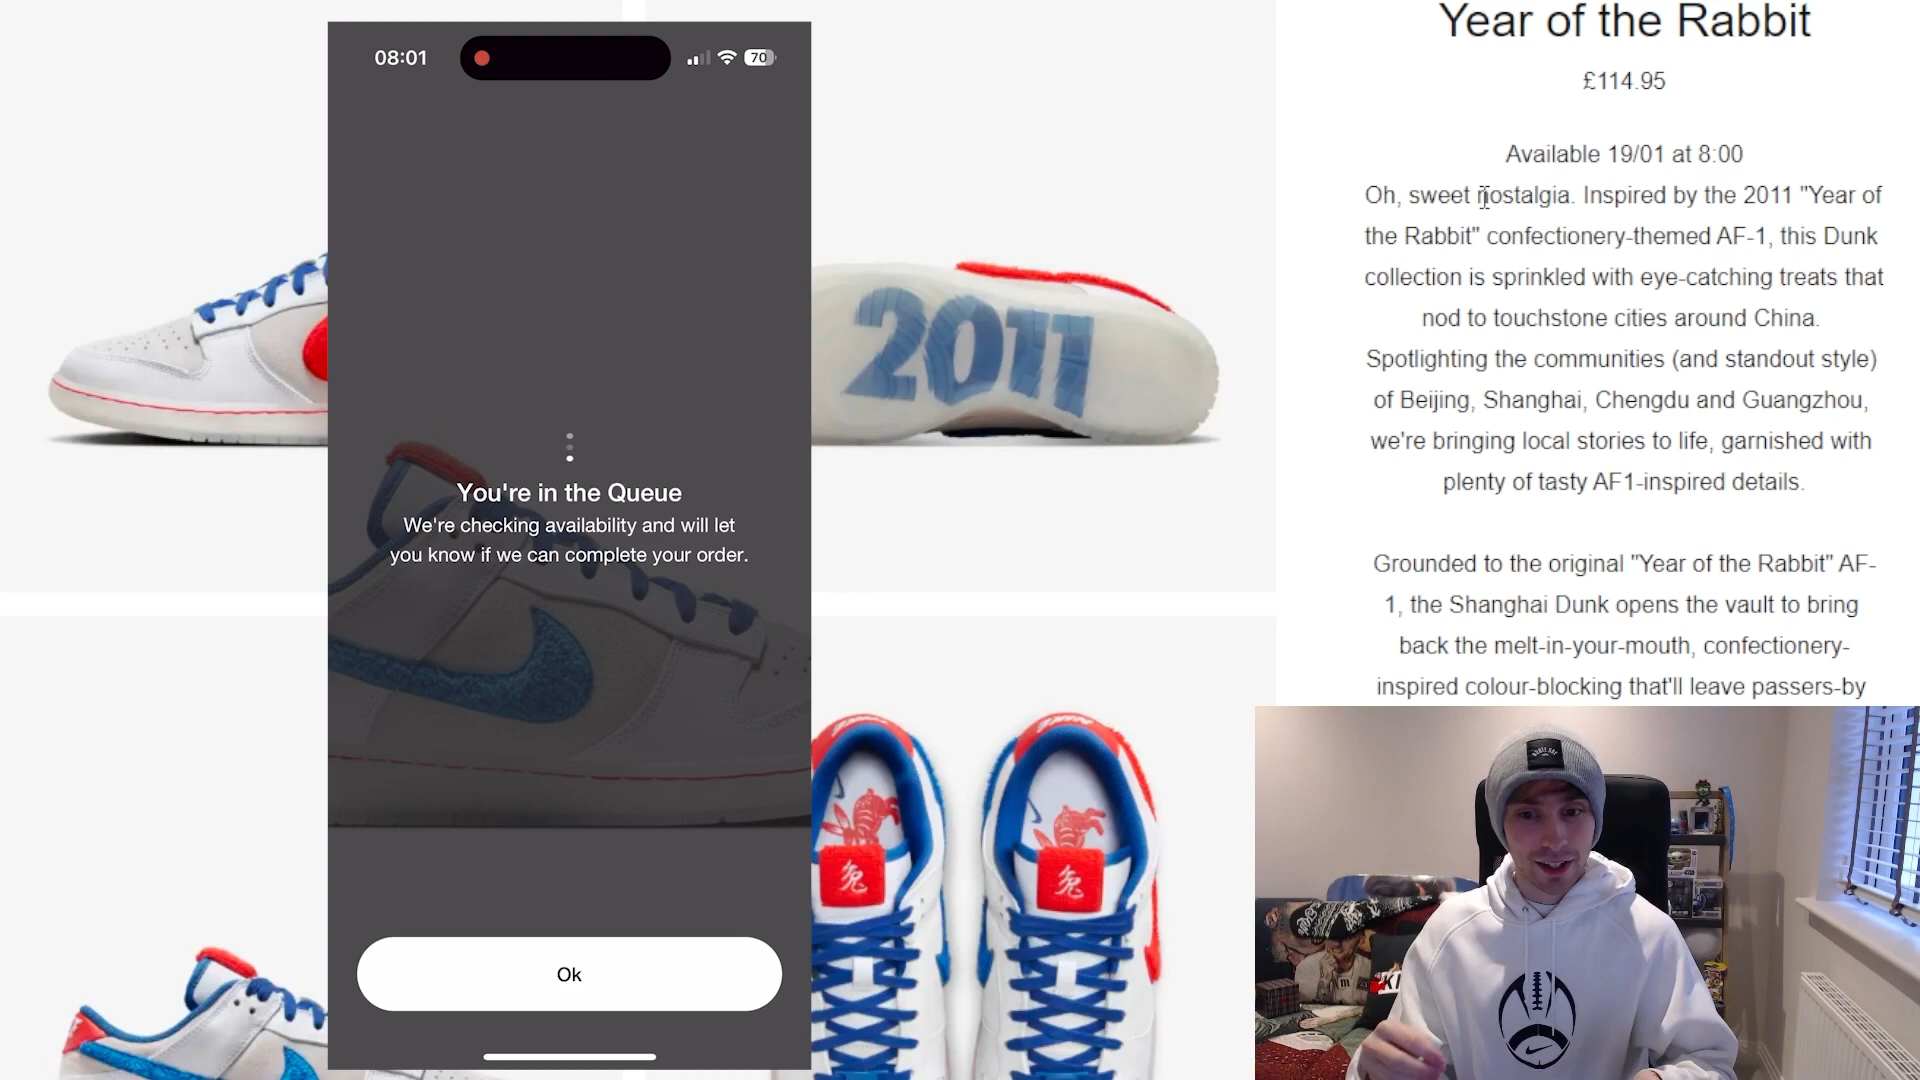 08:01
70
You're in the Queue
We're checking availability and will let
you know if we can complete your order.
Ok
2011
兔
兔
Year of the Rabbit
£114.95
Available 19/01 at 8:00
Oh, sweet nostalgia. Inspired by the 2011 "Year of
the Rabbit" confectionery-themed AF-1, this Dunk
collection is sprinkled with eye-catching treats that
nod to touchstone cities around China.
Spotlighting the communities (and standout style)
of Beijing, Shanghai, Chengdu and Guangzhou,
we're bringing local stories to life, garnished with
plenty of tasty AF1-inspired details.
Grounded to the original "Year of the Rabbit" AF-
1, the Shanghai Dunk opens the vault to bring
back the melt-in-your-mouth, confectionery-
inspired colour-blocking that'll leave passers-by